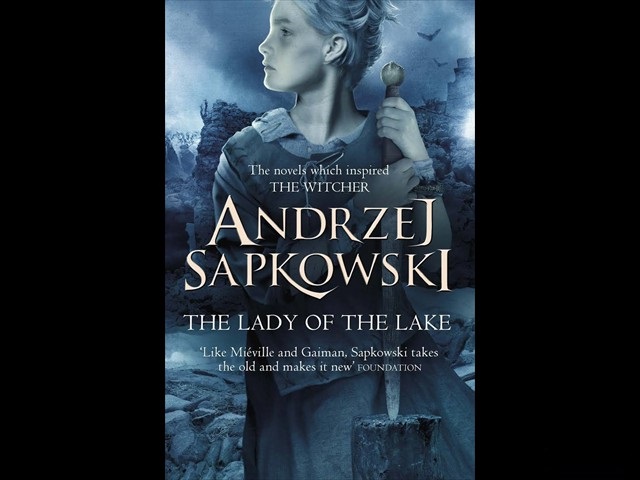 The novels which inspired
THE WITCHER
ANDRZEJ
SAPKOWSKI
THE LADY OF THE LAKE
‘Like Miéville and Gaiman, Sapkowski takes
the old and makes it new’ FOUNDATION